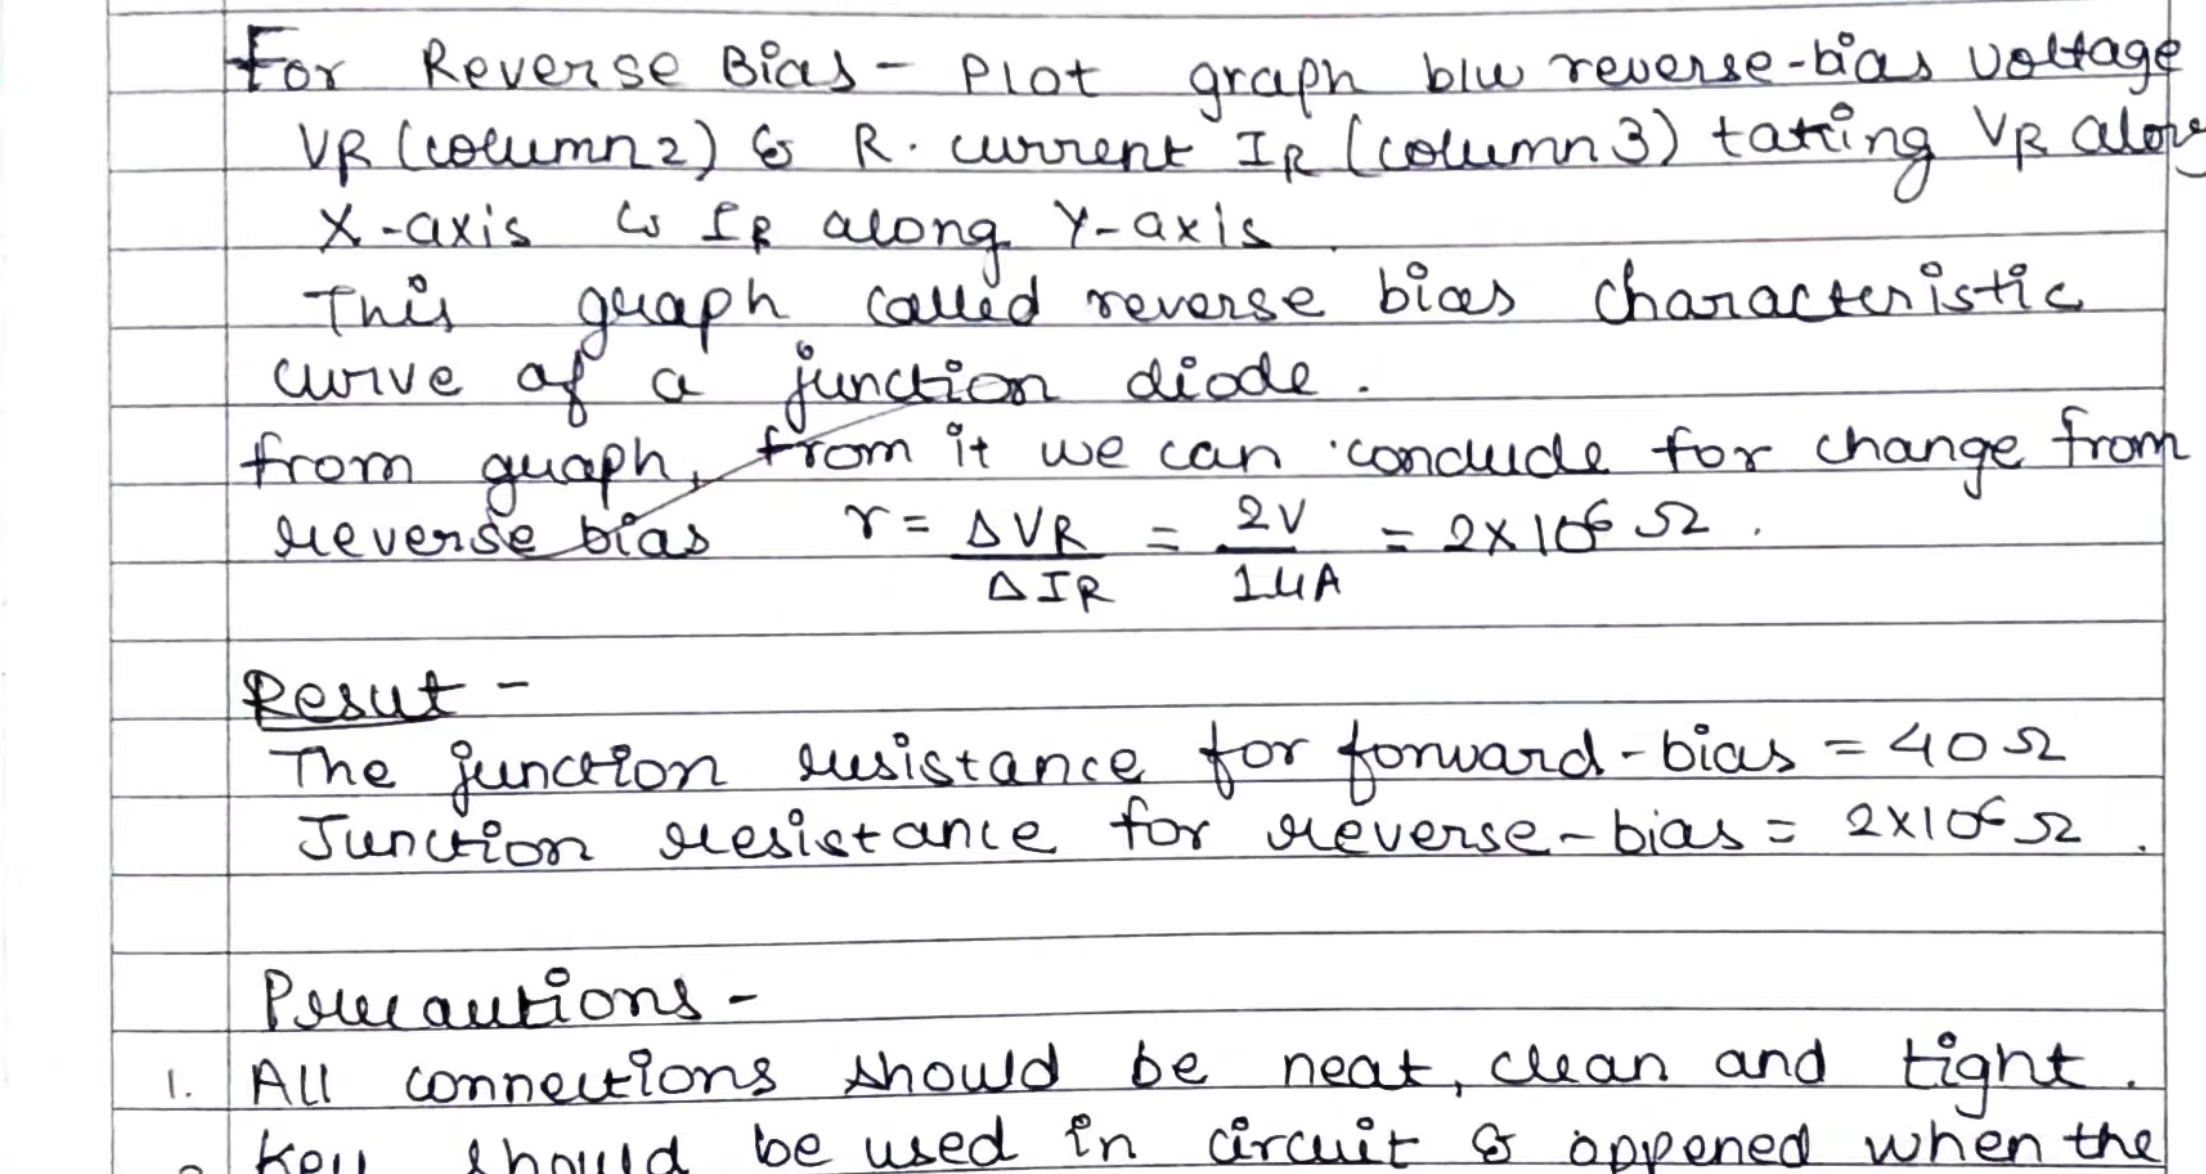 For Reverse Bias - Plot graph b/w reverse-bias voltage
VR (column 2) & R. current IR (column 3) taking VR along
X-axis & IR along Y-axis
This graph called reverse bias characteristic
curve of a junction diode.
from graph, from it we can conclude for change from
reverse bias r = ΔVR/ΔIR = 2V/1μA = 2×10⁶ Ω.
Resut -
The junction resistance for forward-bias = 40Ω
Junction resistance for reverse-bias = 2×10⁶ Ω.
Precautions -
1. All connections should be neat, clean and tight.
Key should be used in circuit & oppened when the